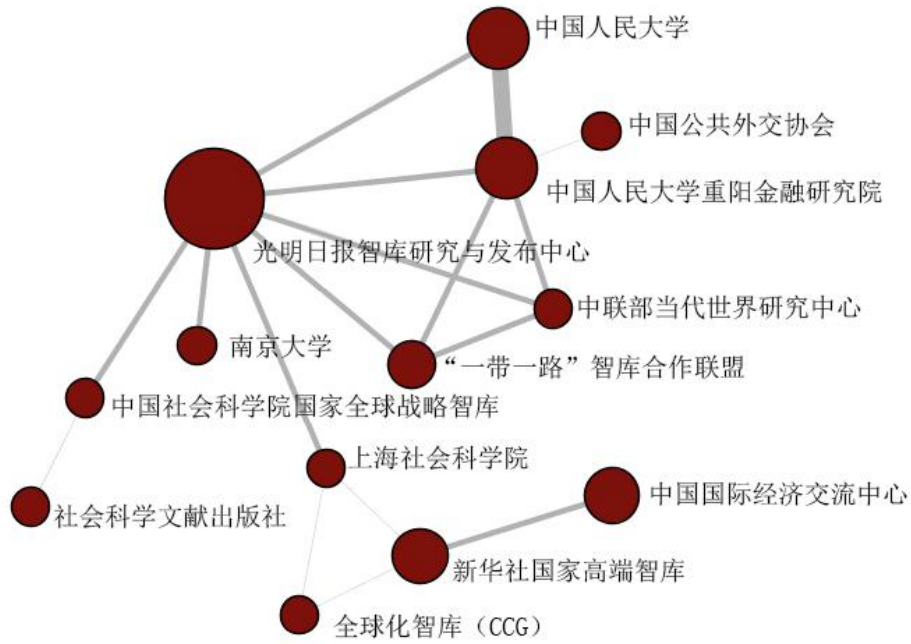 中国人民大学
中国公共外交协会
中国人民大学重阳金融研究院
光明日报智库研究与发布中心
中联部当代世界研究中心
南京大学
“一带一路”智库合作联盟
中国社会科学院国家全球战略智库
上海社会科学院
中国国际经济交流中心
社会科学文献出版社
新华社国家高端智库
全球化智库（CCG）